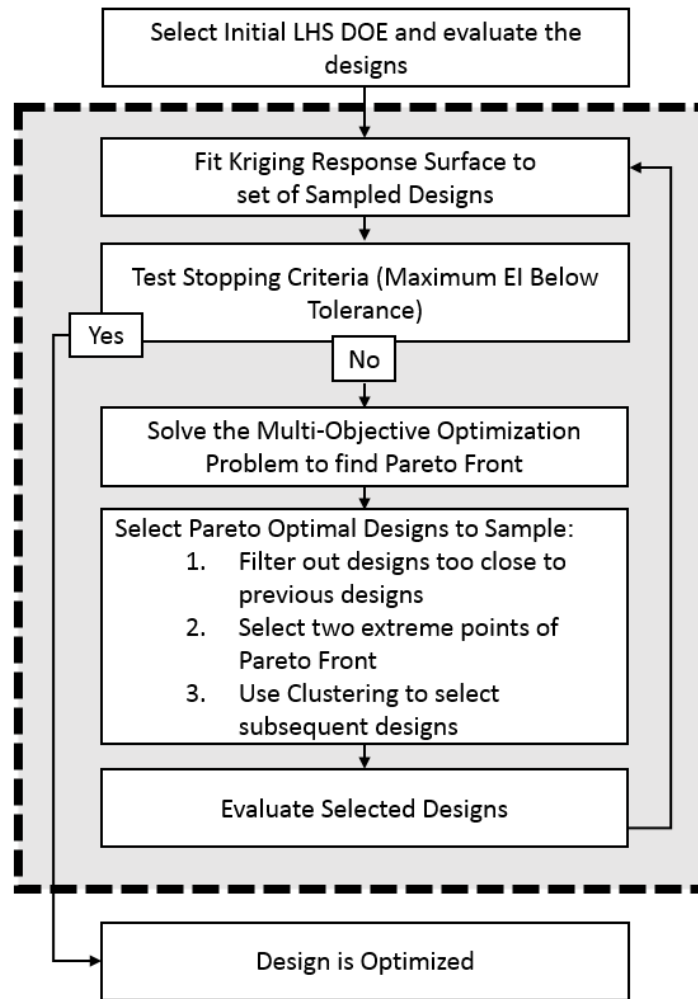 Select Initial LHS DOE and evaluate the
designs
Fit Kriging Response Surface to
set of Sampled Designs
Test Stopping Criteria (Maximum EI Below
Tolerance)
Yes
No
Solve the Multi-Objective Optimization
Problem to find Pareto Front
Select Pareto Optimal Designs to Sample:
1. Filter out designs too close to
previous designs
2. Select two extreme points of
Pareto Front
3. Use Clustering to select
subsequent designs
Evaluate Selected Designs
Design is Optimized